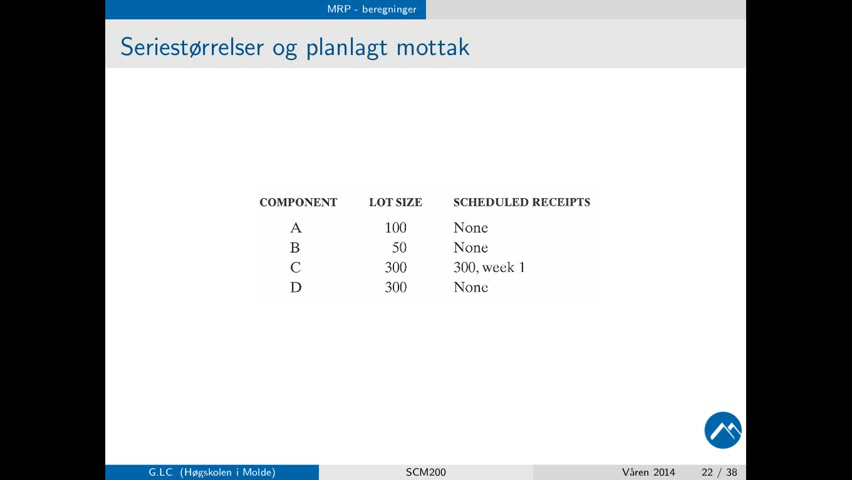 MRP - beregninger
Seriestørrelser og planlagt mottak
COMPONENT LOT SIZE SCHEDULED RECEIPTS
A 100 None
B 50 None
C 300 300, week 1
D 300 None
G.LC (Høgskolen i Molde) SCM200 Våren 2014 22 / 38